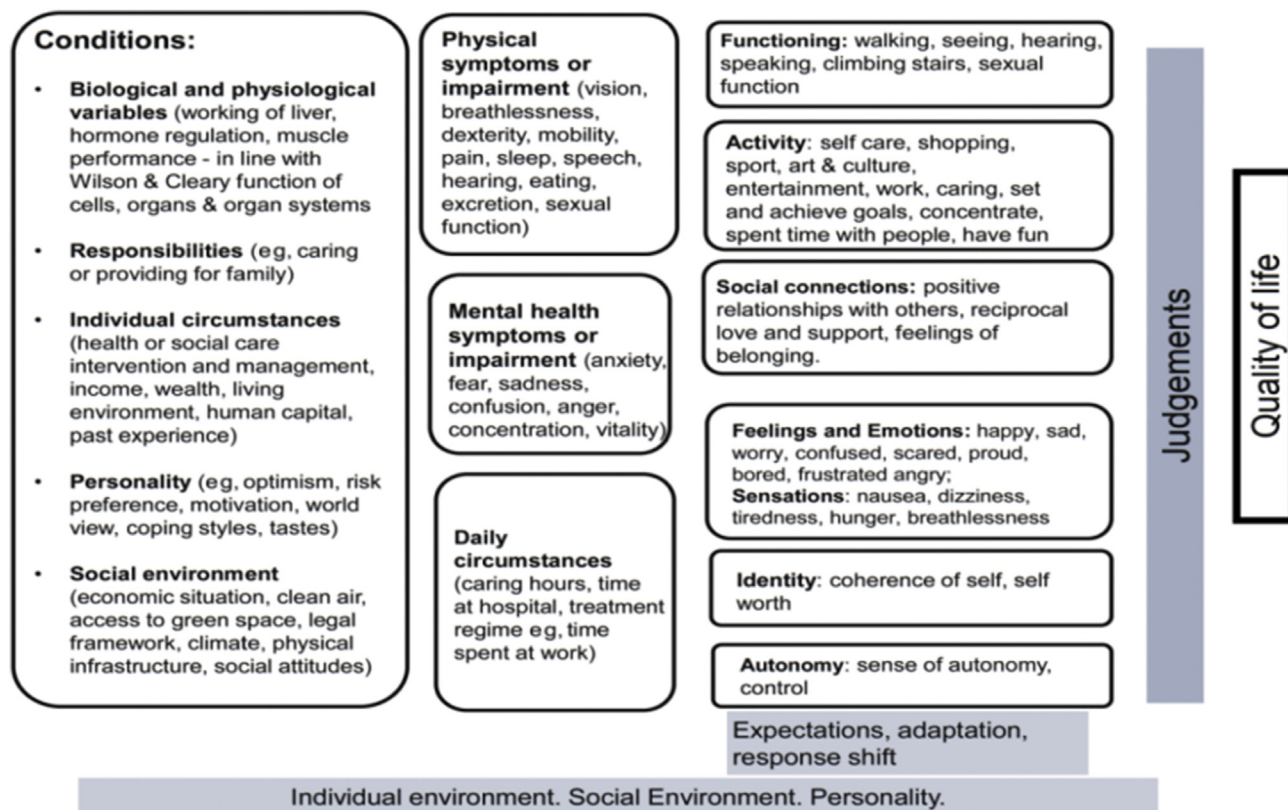 Conditions:
• Biological and physiological
variables (working of liver,
hormone regulation, muscle
performance - in line with
Wilson & Cleary function of
cells, organs & organ systems
• Responsibilities (eg, caring
or providing for family)
• Individual circumstances
(health or social care
intervention and management,
income, wealth, living
environment, human capital,
past experience)
• Personality (eg, optimism, risk
preference, motivation, world
view, coping styles, tastes)
• Social environment
(economic situation, clean air,
access to green space, legal
framework, climate, physical
infrastructure, social attitudes)
Physical
symptoms or
impairment (vision,
breathlessness,
dexterity, mobility,
pain, sleep, speech,
hearing, eating,
excretion, sexual
function)
Mental health
symptoms or
impairment (anxiety,
fear, sadness,
confusion, anger,
concentration, vitality)
Daily
circumstances
(caring hours, time
at hospital, treatment
regime eg, time
spent at work)
Functioning: walking, seeing, hearing,
speaking, climbing stairs, sexual
function
Activity: self care, shopping,
sport, art & culture,
entertainment, work, caring, set
and achieve goals, concentrate,
spent time with people, have fun
Social connections: positive
relationships with others, reciprocal
love and support, feelings of
belonging.
Feelings and Emotions: happy, sad,
worry, confused, scared, proud,
bored, frustrated angry;
Sensations: nausea, dizziness,
tiredness, hunger, breathlessness
Identity: coherence of self, self
worth
Autonomy: sense of autonomy,
control
Expectations, adaptation,
response shift
Judgements
Quality of life
Individual environment. Social Environment. Personality.